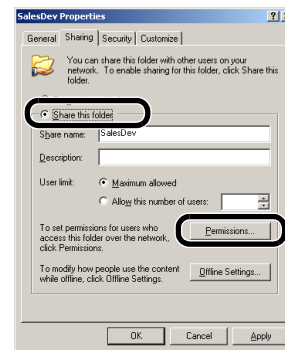 SalesDev Properties
General Sharing Security Customize
You can share this folder with other users on your
network. To enable sharing for this folder, click Share this
folder.
Share this folder
Share name: SalesDev
Description:
User limit: Maximum allowed
Allow this number of users:
To set permissions for users who
access this folder over the network,
click Permissions.
Permissions...
To modify how people use the content
while offline, click Offline Settings.
Offline Settings...
OK Cancel Apply